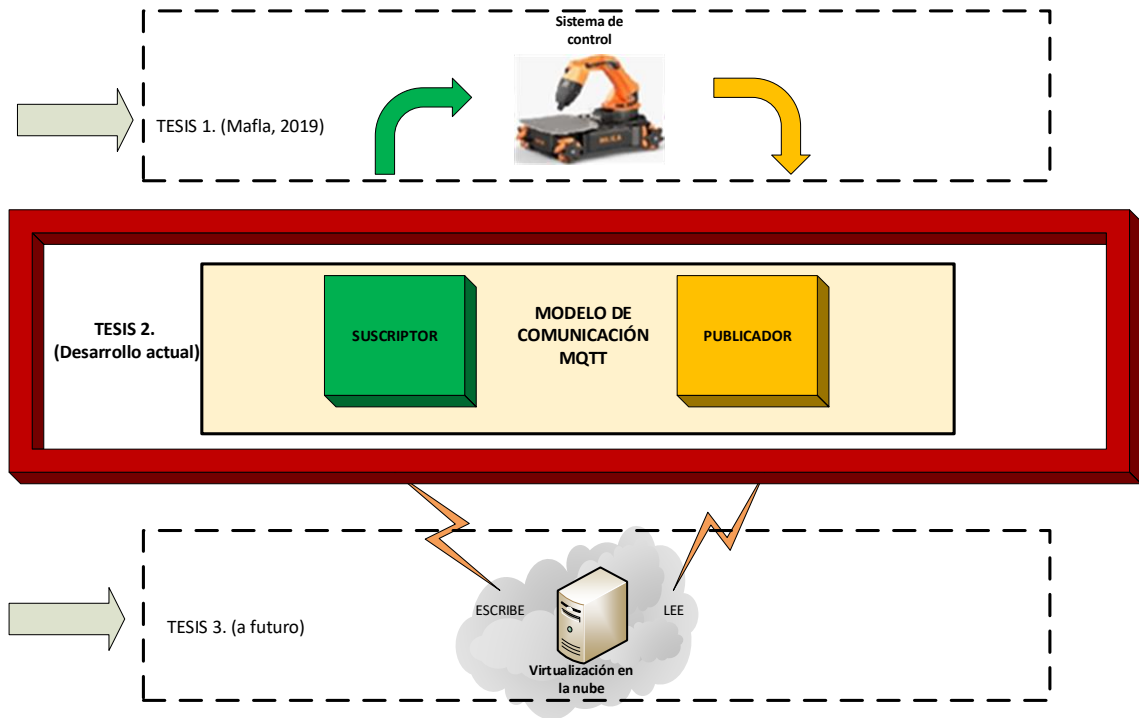 Sistema de
control
TESIS 1. (Mafla, 2019)
TESIS 2.
(Desarrollo actual)
SUSCRIPTOR
MODELO DE
COMUNICACIÓN
MQTT
PUBLICADOR
TESIS 3. (a futuro)
ESCRIBE
LEE
Virtualización en
la nube